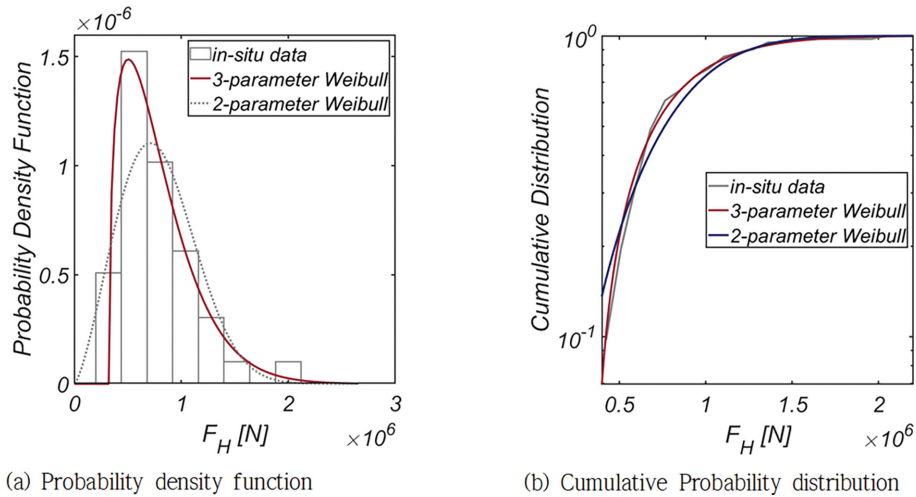 ×10⁻⁶
1.5
1
0.5
0
Probability Density Function
in-situ data
3-parameter Weibull
2-parameter Weibull
0 1 2 3
F_H [N] ×10⁶
(a) Probability density function
10⁰
10⁻¹
Cumulative Distribution
in-situ data
3-parameter Weibull
2-parameter Weibull
0.5 1 1.5 2
F_H [N] ×10⁶
(b) Cumulative Probability distribution